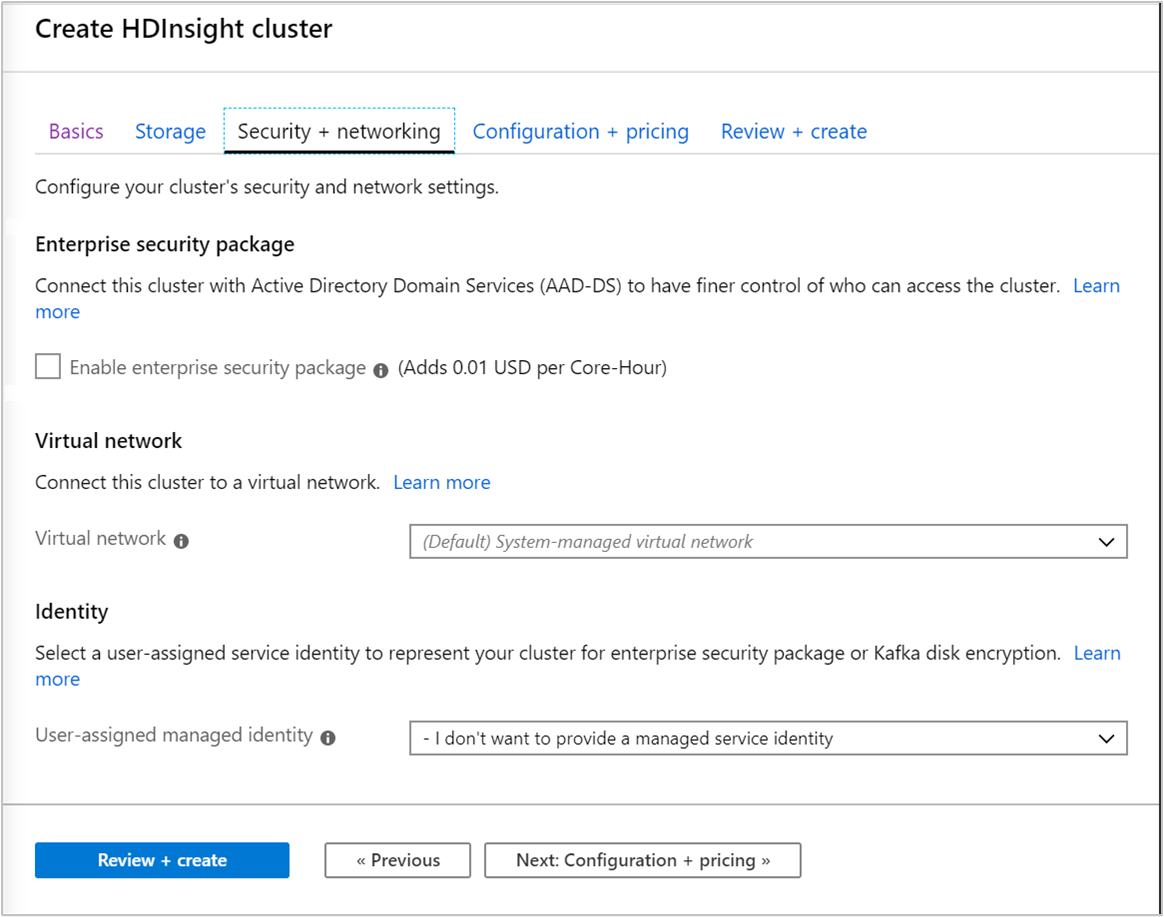 Create HDInsight cluster
Basics Storage Security + networking Configuration + pricing Review + create
Configure your cluster's security and network settings.
Enterprise security package
Connect this cluster with Active Directory Domain Services (AAD-DS) to have finer control of who can access the cluster. Learn
more
Enable enterprise security package (Adds 0.01 USD per Core-Hour)
Virtual network
Connect this cluster to a virtual network. Learn more
Virtual network (Default) System-managed virtual network
Identity
Select a user-assigned service identity to represent your cluster for enterprise security package or Kafka disk encryption. Learn
more
User-assigned managed identity - I don't want to provide a managed service identity
Review + create « Previous Next: Configuration + pricing »